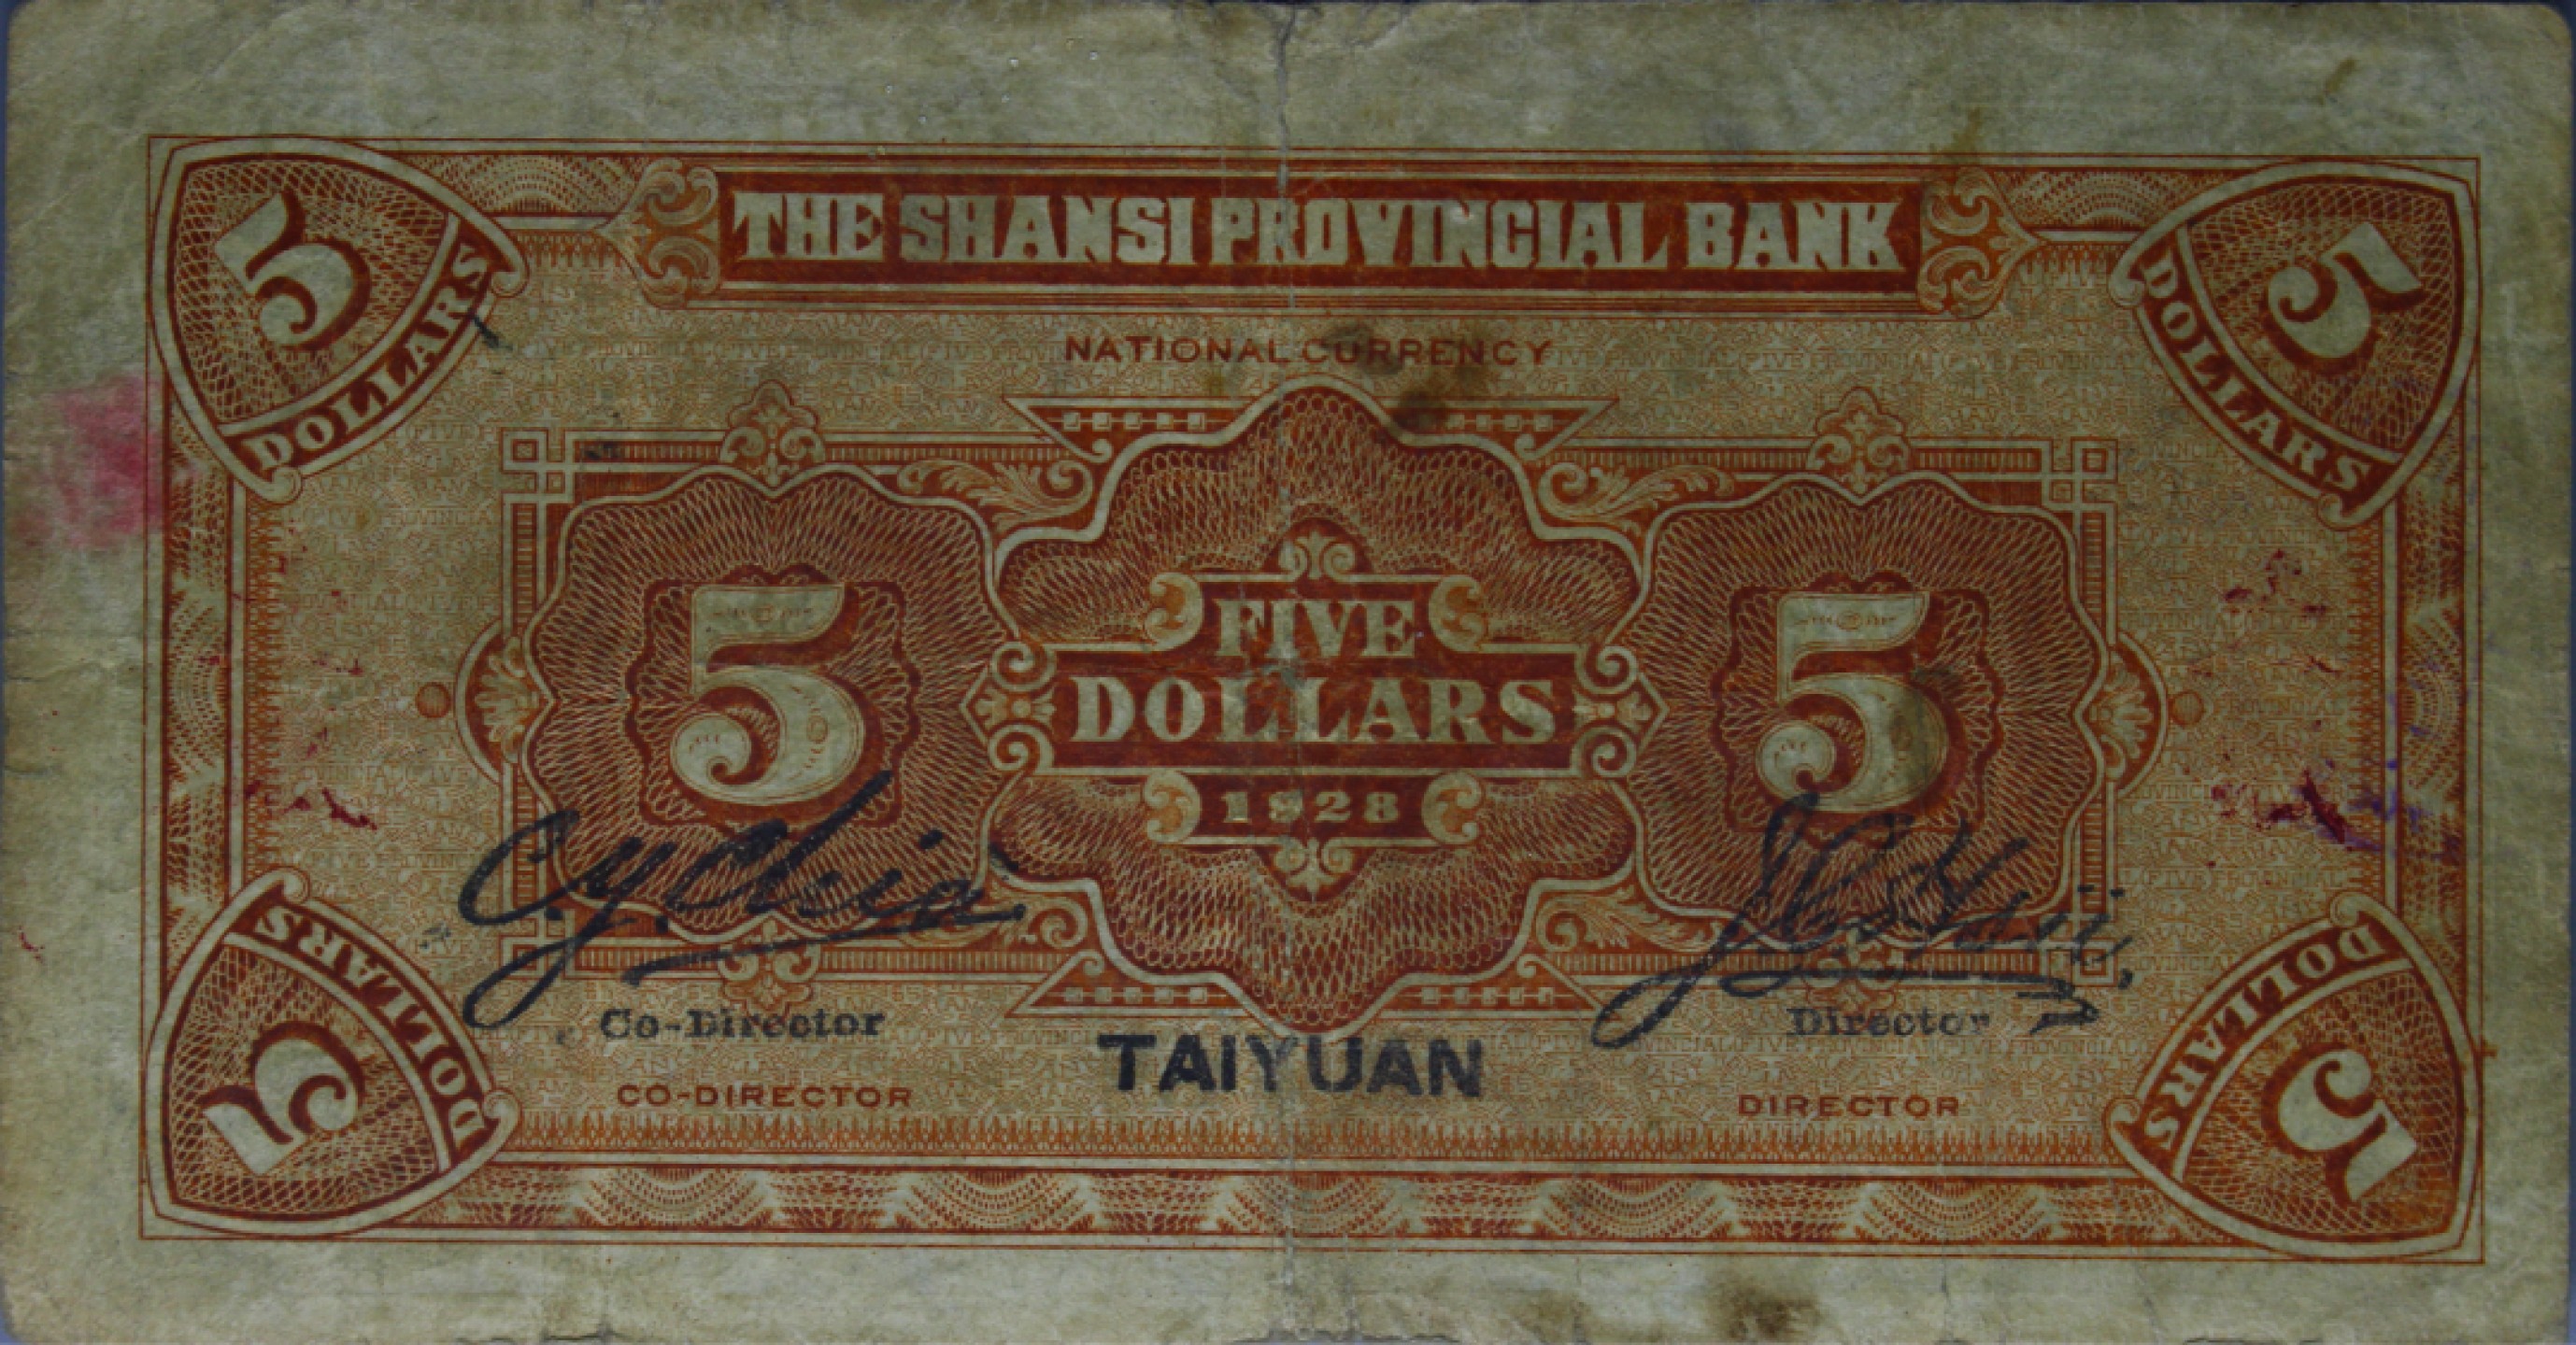 THE SHANSI PROVINCIAL BANK
5 DOLLARS
5 DOLLARS
NATIONAL CURRENCY
5
FIVE
DOLLARS
1928
5
C.Y. Chin
Co-Director
Director
TAIYUAN
CO-DIRECTOR
DIRECTOR
5 DOLLARS
5 DOLLARS